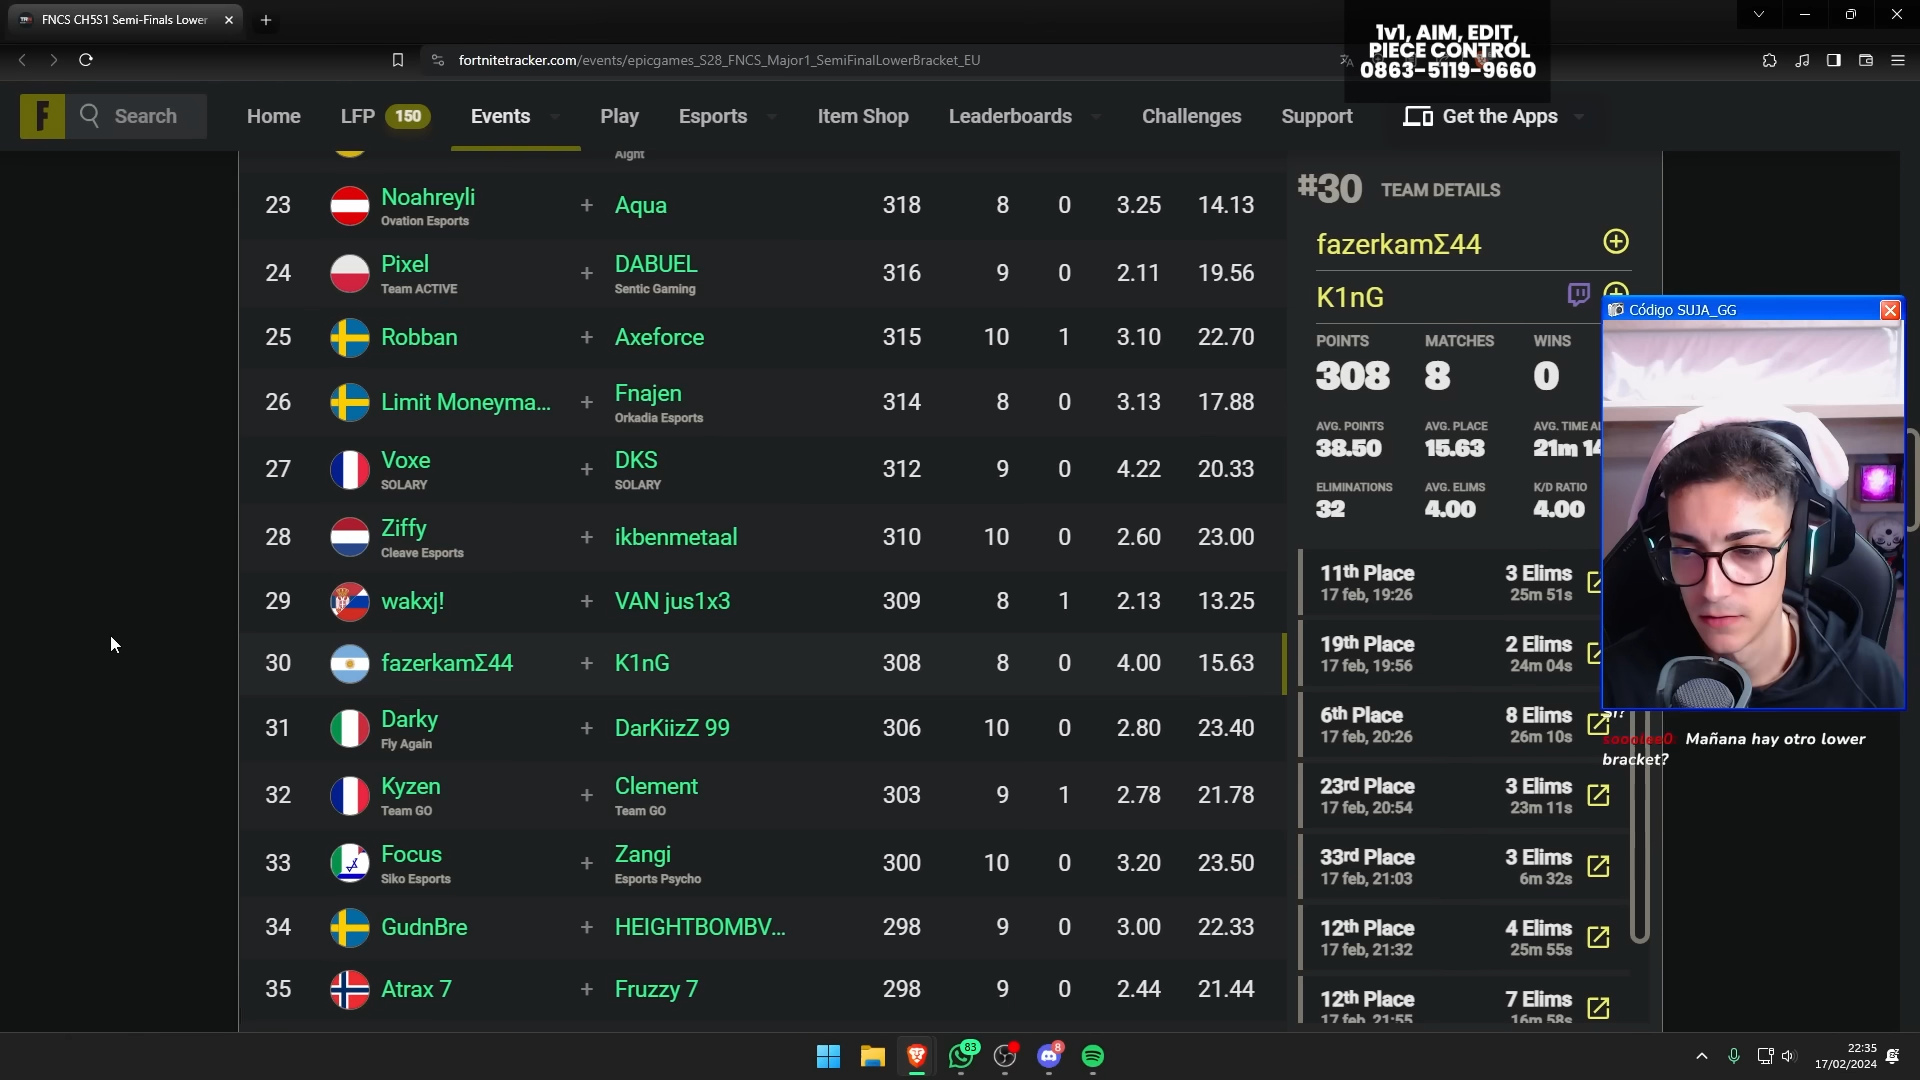 FNCS CH5S1 Semi-Finals Lower
fortnitetracker.com/events/epicgames_S28_FNCS_Major1_SemiFinalLowerBracket_EU
1v1, AIM, EDIT,
PIECE CONTROL
0863-5119-9660
Search
Home
LFP 150
Events
Play
Esports
Item Shop
Leaderboards
Challenges
Support
Get the Apps
Aight
23 Noahreyli + Aqua 318 8 0 3.25 14.13
Ovation Esports
24 Pixel + DABUEL 316 9 0 2.11 19.56
Team ACTIVE Sentic Gaming
25 Robban + Axeforce 315 10 1 3.10 22.70
26 Limit Moneyma... + Fnajen 314 8 0 3.13 17.88
Orkadia Esports
27 Voxe + DKS 312 9 0 4.22 20.33
SOLARY SOLARY
28 Ziffy + ikbenmetaal 310 10 0 2.60 23.00
Cleave Esports
29 wakxj! + VAN jus1x3 309 8 1 2.13 13.25
30 fazerkamΣ44 + K1nG 308 8 0 4.00 15.63
31 Darky + DarKiizZ 99 306 10 0 2.80 23.40
Fly Again
32 Kyzen + Clement 303 9 1 2.78 21.78
Team GO Team GO
33 Focus + Zangi 300 10 0 3.20 23.50
Siko Esports Esports Psycho
34 GudnBre + HEIGHTBOMBV... 298 9 0 3.00 22.33
35 Atrax 7 + Fruzzy 7 298 9 0 2.44 21.44
#30 TEAM DETAILS
fazerkamΣ44
K1nG
POINTS MATCHES WINS
308 8 0
AVG. POINTS AVG. PLACE AVG. TIME
38.50 15.63 21m
ELIMINATIONS AVG. ELIMS K/D RATIO
32 4.00 4.00
11th Place 3 Elims
17 feb, 19:26 25m 51s
19th Place 2 Elims
17 feb, 19:56 24m 04s
6th Place 8 Elims
17 feb, 20:26 26m 10s
23rd Place 3 Elims
17 feb, 20:54 23m 11s
33rd Place 3 Elims
17 feb, 21:03 6m 32s
12th Place 4 Elims
17 feb, 21:32 25m 55s
12th Place 7 Elims
17 feb, 21:55 16m 58s
Código SUJA_GG
Mañana hay otro lower
bracket?
83
8
22:35
17/02/2024